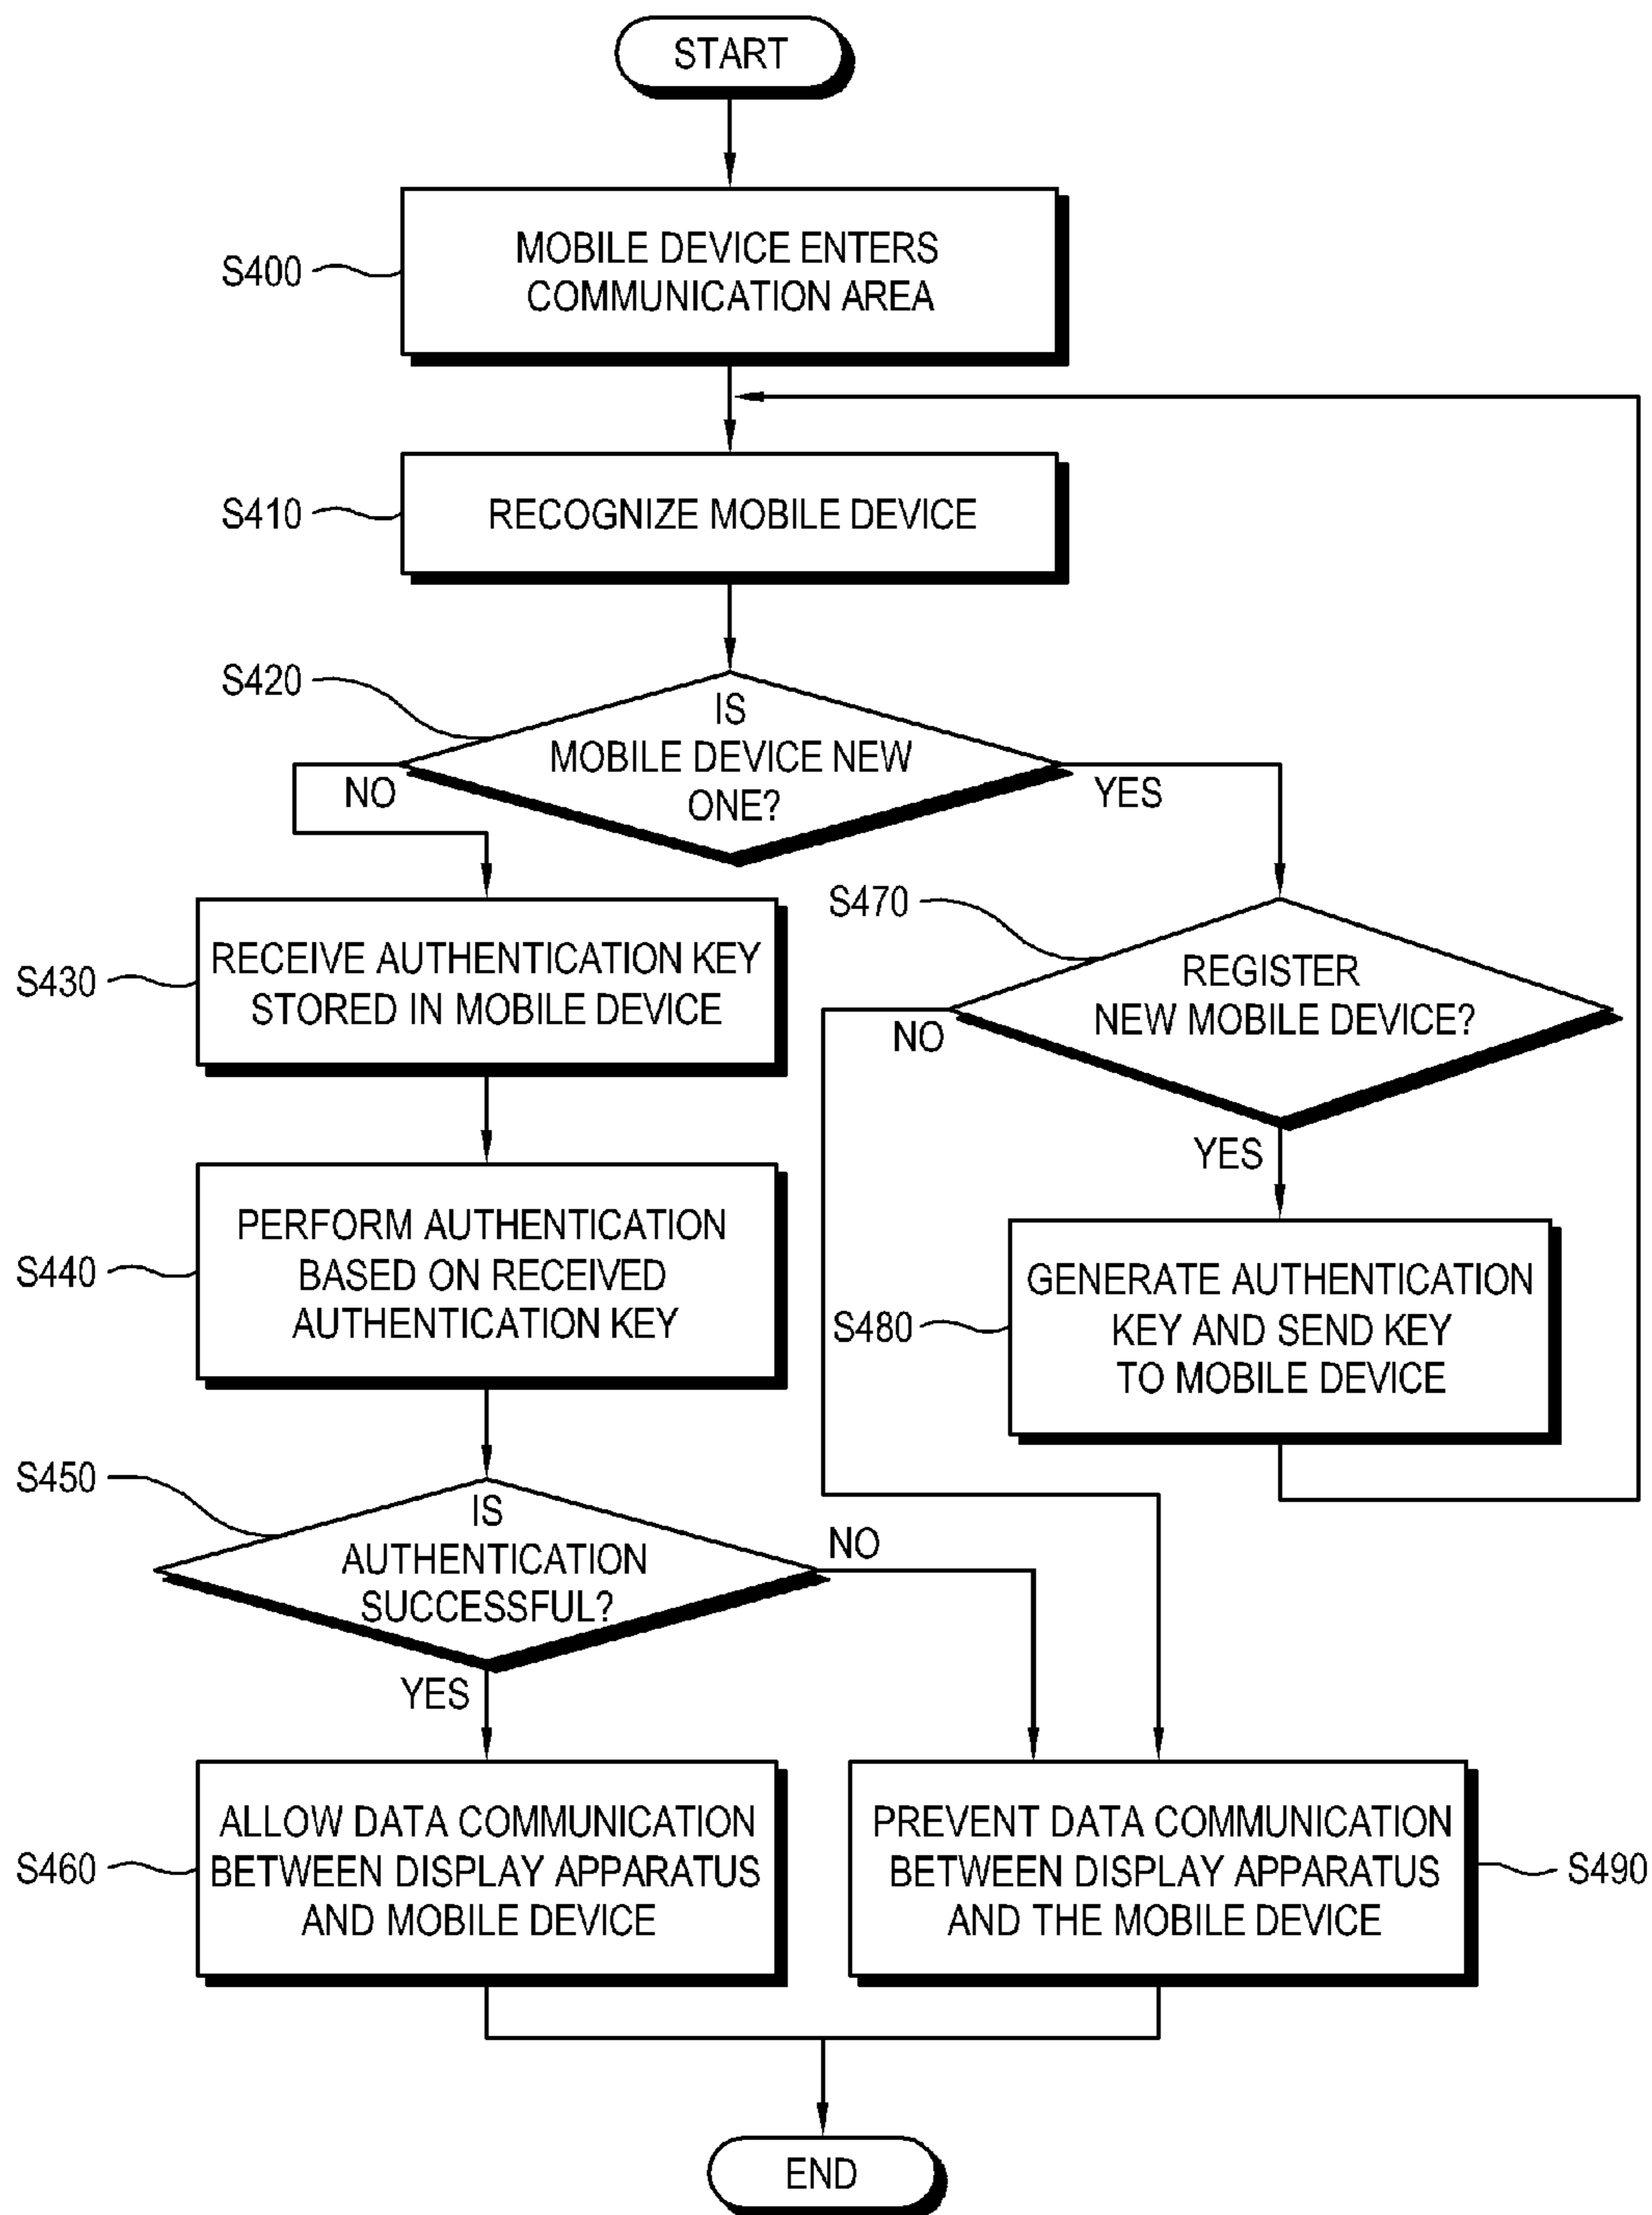 START
S400
MOBILE DEVICE ENTERS
COMMUNICATION AREA
S410
RECOGNIZE MOBILE DEVICE
S420
IS
MOBILE DEVICE NEW
ONE?
NO
YES
S430
RECEIVE AUTHENTICATION KEY
STORED IN MOBILE DEVICE
S470
REGISTER
NEW MOBILE DEVICE?
NO
YES
S440
PERFORM AUTHENTICATION
BASED ON RECEIVED
AUTHENTICATION KEY
S480
GENERATE AUTHENTICATION
KEY AND SEND KEY
TO MOBILE DEVICE
S450
IS
AUTHENTICATION
SUCCESSFUL?
NO
YES
S460
ALLOW DATA COMMUNICATION
BETWEEN DISPLAY APPARATUS
AND MOBILE DEVICE
PREVENT DATA COMMUNICATION
BETWEEN DISPLAY APPARATUS
AND THE MOBILE DEVICE
S490
END